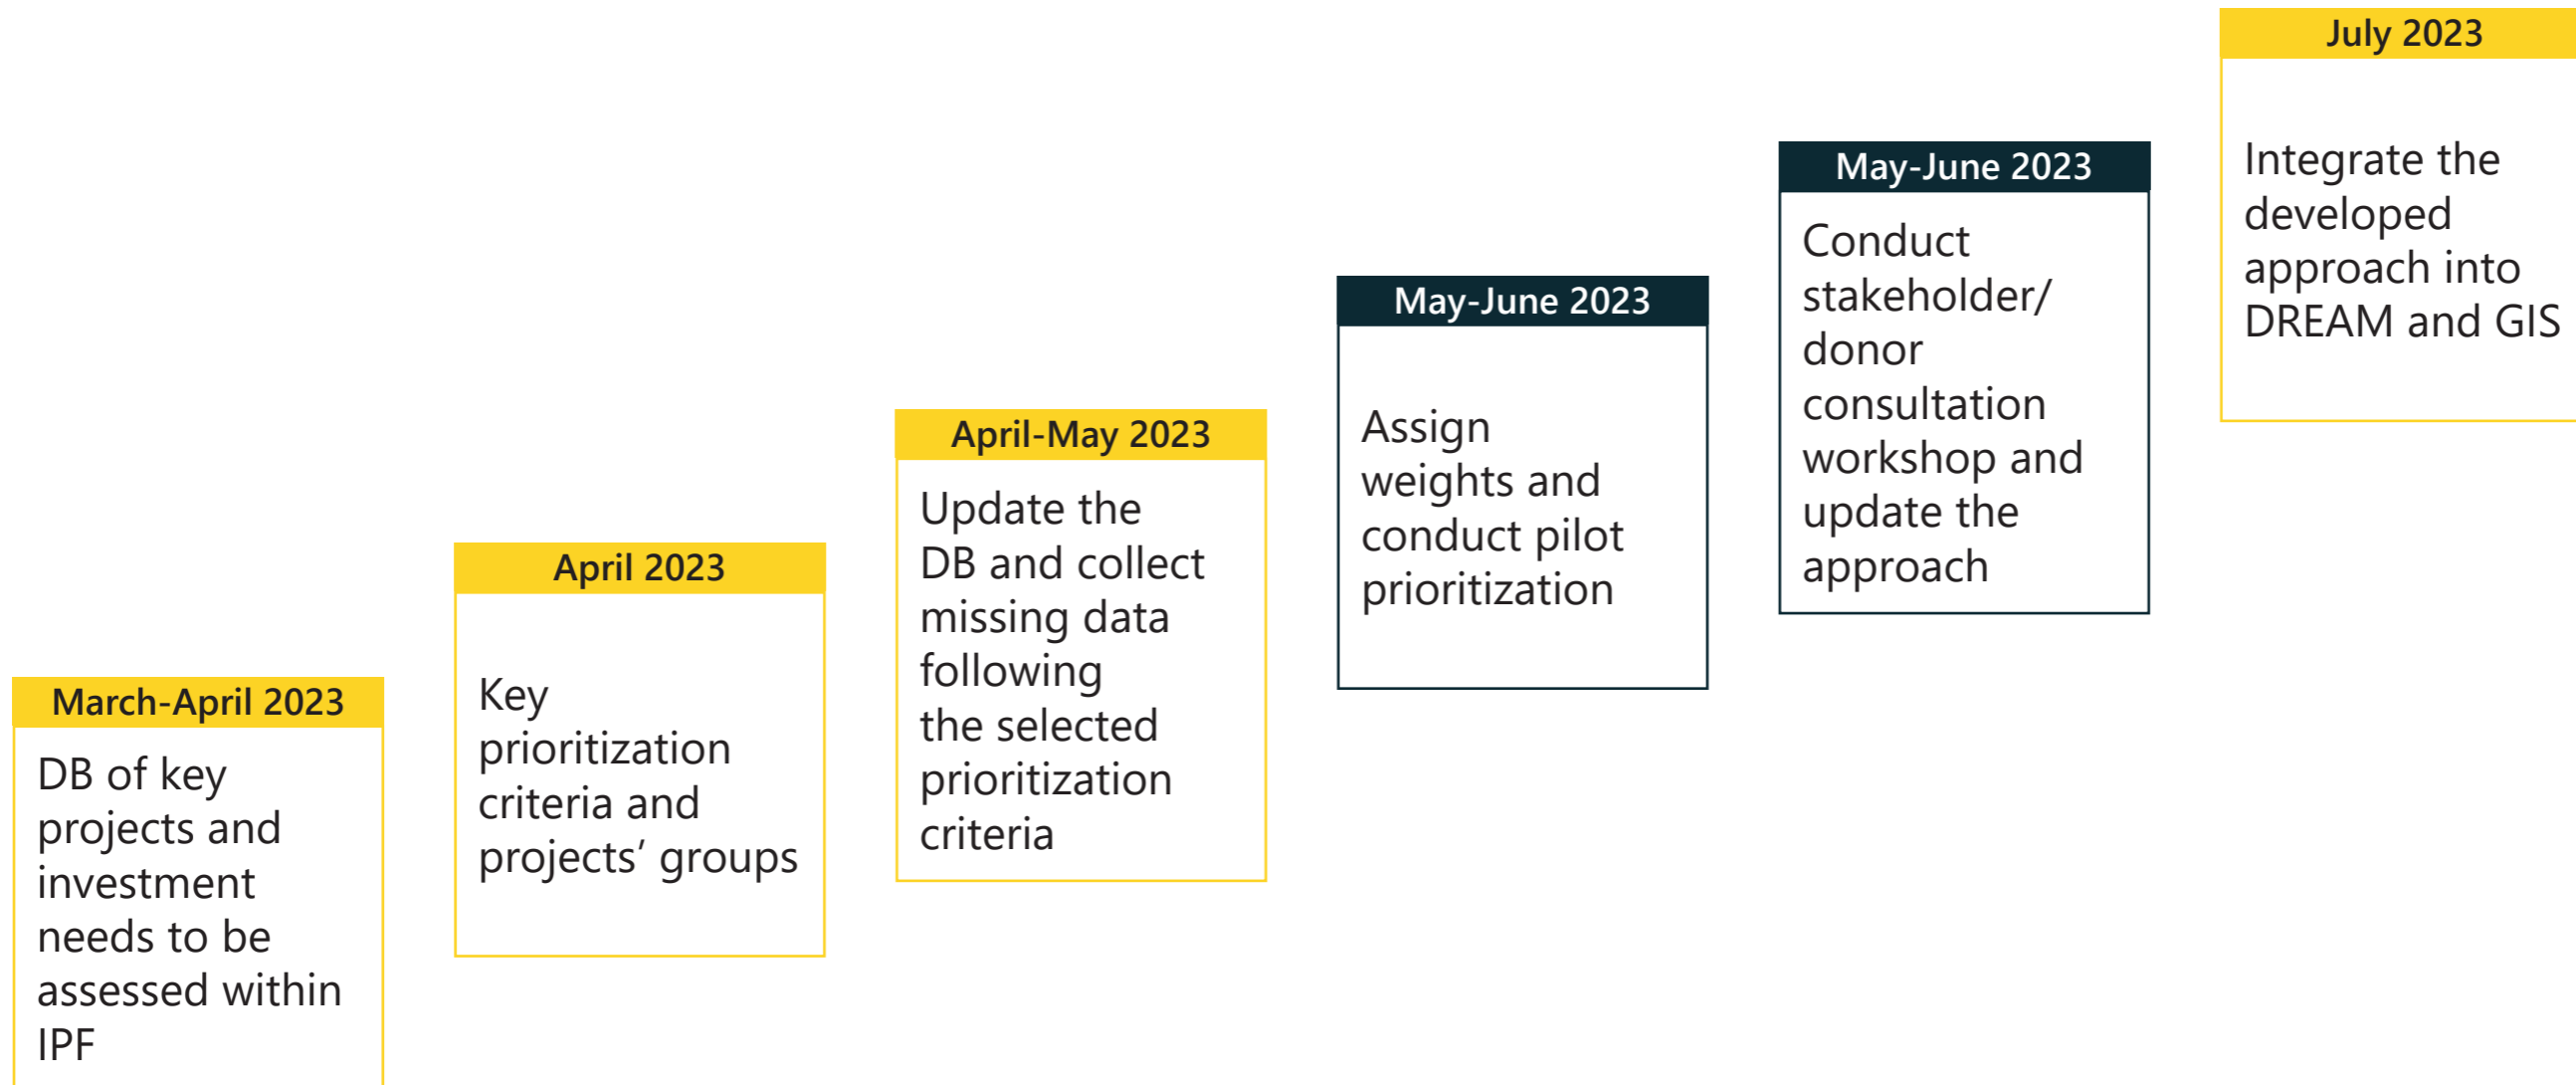 March-April 2023
DB of key
projects and
investment
needs to be
assessed within
IPF
April 2023
Key
prioritization
criteria and
projects’ groups
April-May 2023
Update the
DB and collect
missing data
following
the selected
prioritization
criteria
May-June 2023
Assign
weights and
conduct pilot
prioritization
May-June 2023
Conduct
stakeholder/
donor
consultation
workshop and
update the
approach
July 2023
Integrate the
developed
approach into
DREAM and GIS